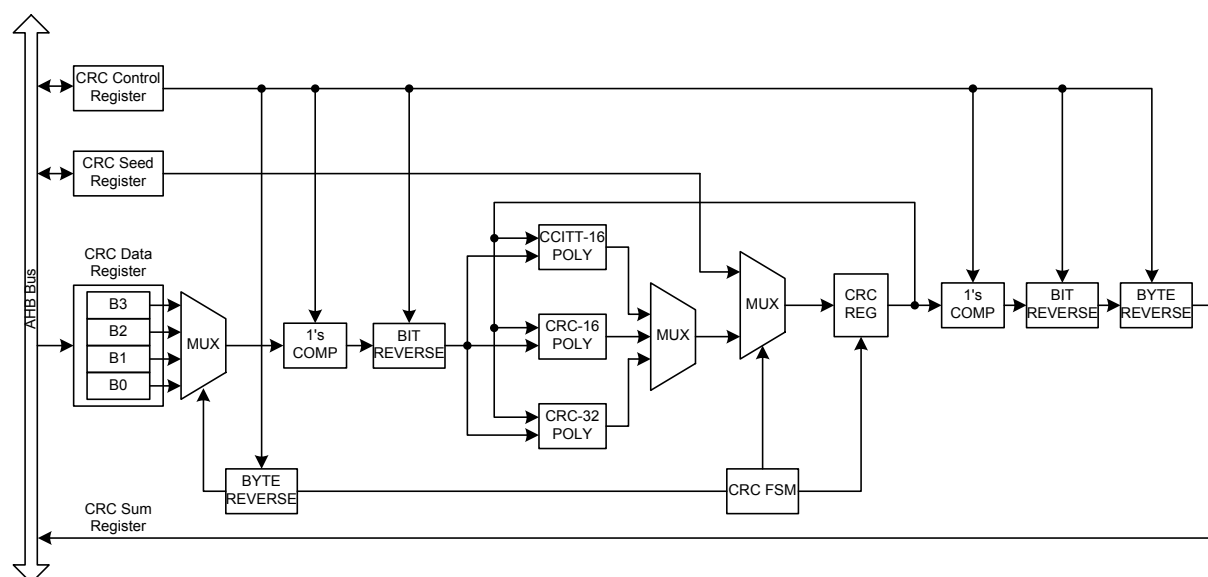 AHB Bus
CRC Control
Register
CRC Seed
Register
CRC Data
Register
B3
B2
B1
B0
MUX
1's
COMP
BIT
REVERSE
CCITT-16
POLY
CRC-16
POLY
CRC-32
POLY
MUX
MUX
CRC
REG
1's
COMP
BIT
REVERSE
BYTE
REVERSE
BYTE
REVERSE
CRC FSM
CRC Sum
Register